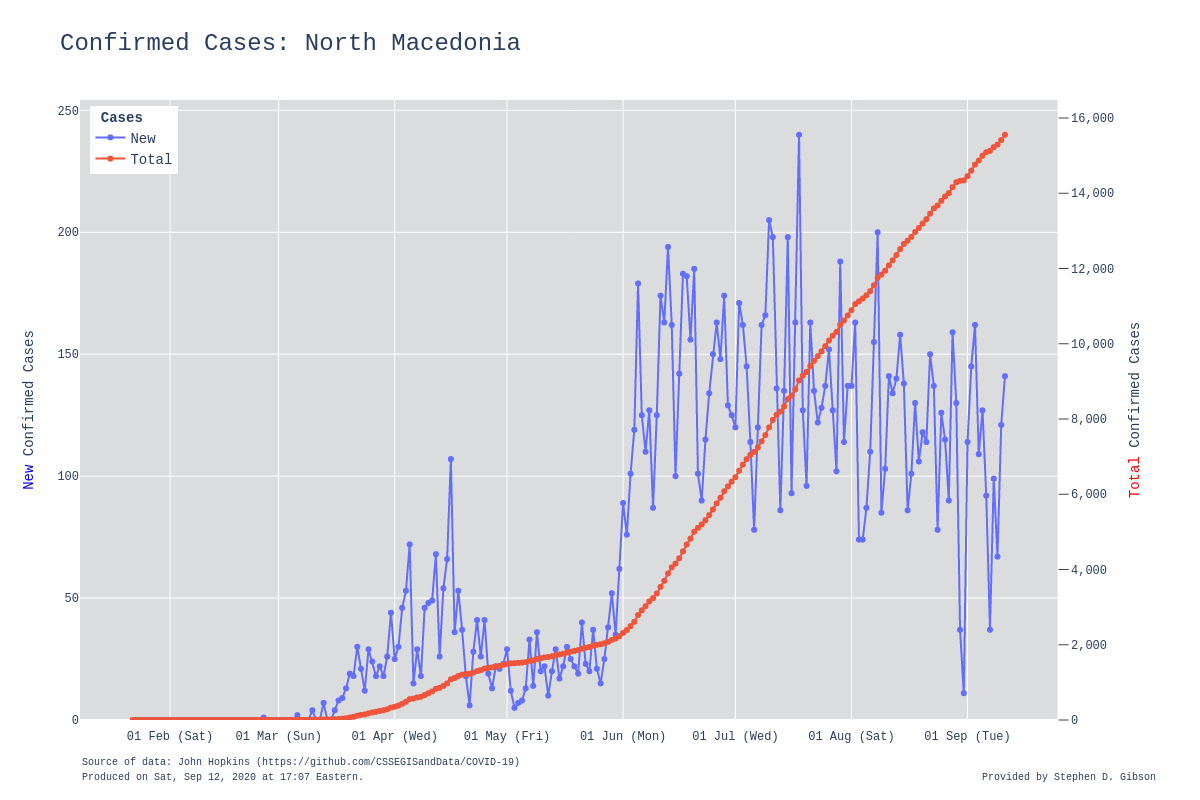 Confirmed Cases: North Macedonia
Cases
New
Total
250
200
150
100
50
0
New Confirmed Cases
16,000
14,000
12,000
10,000
8,000
6,000
4,000
2,000
0
Total Confirmed Cases
01 Feb (Sat) 01 Mar (Sun) 01 Apr (Wed) 01 May (Fri) 01 Jun (Mon) 01 Jul (Wed) 01 Aug (Sat) 01 Sep (Tue)
Source of data: John Hopkins (https://github.com/CSSEGISandData/COVID-19)
Produced on Sat, Sep 12, 2020 at 17:07 Eastern.
Provided by Stephen D. Gibson